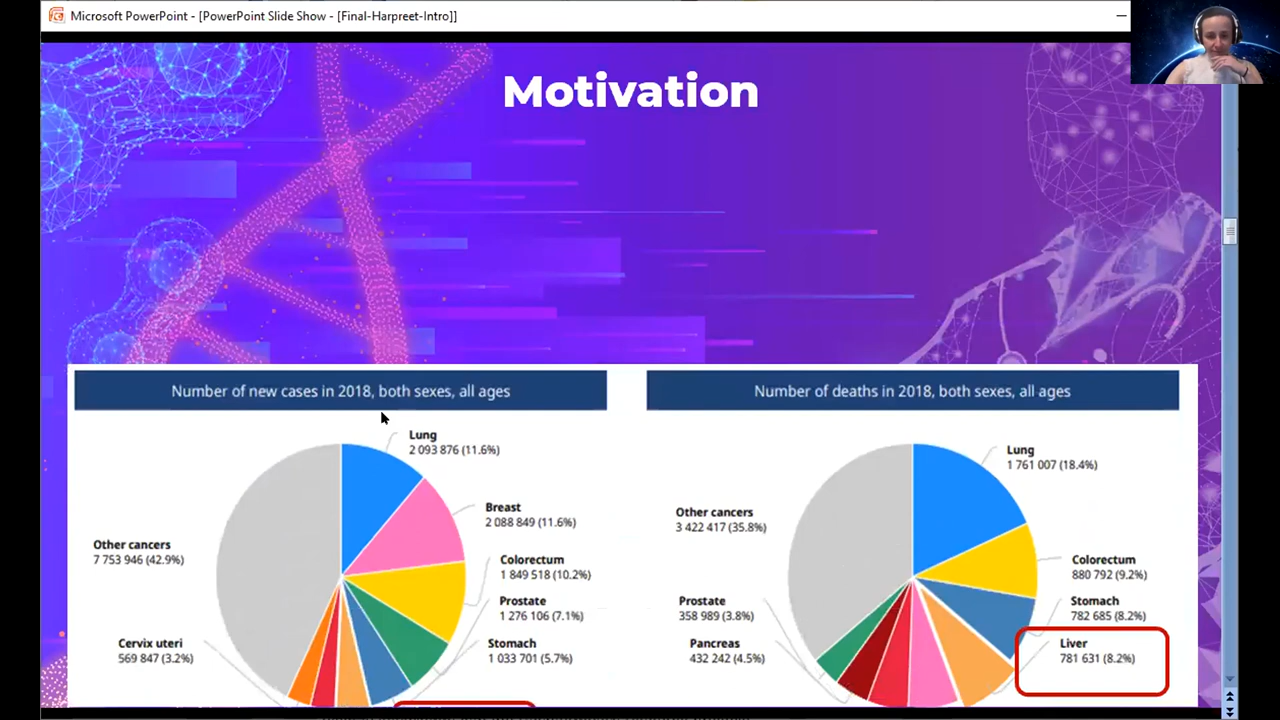 Microsoft PowerPoint - [PowerPoint Slide Show - [Final-Harpreet-Intro]]
Motivation
Number of new cases in 2018, both sexes, all ages
Lung
2 093 876 (11.6%)
Breast
2 088 849 (11.6%)
Colorectum
1 849 518 (10.2%)
Prostate
1 276 106 (7.1%)
Stomach
1 033 701 (5.7%)
Other cancers
7 753 946 (42.9%)
Cervix uteri
569 847 (3.2%)
Number of deaths in 2018, both sexes, all ages
Lung
1 761 007 (18.4%)
Colorectum
880 792 (9.2%)
Stomach
782 685 (8.2%)
Liver
781 631 (8.2%)
Other cancers
3 422 417 (35.8%)
Prostate
358 989 (3.8%)
Pancreas
432 242 (4.5%)